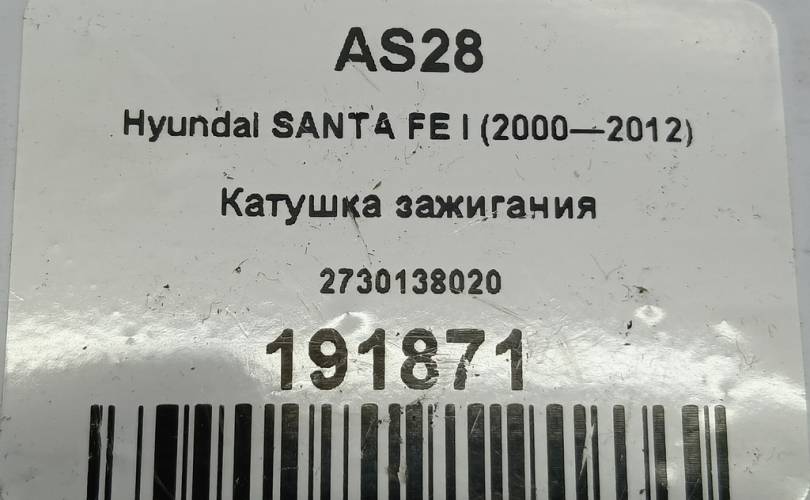 AS28
Hyundai SANTA FE I (2000—2012)
Катушка зажигания
2730138020
191871